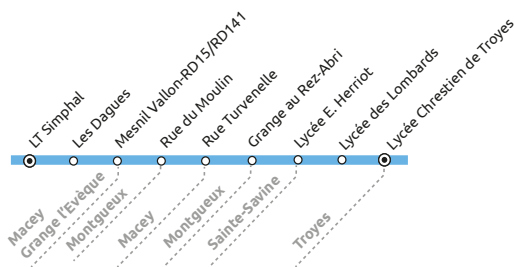 LT Simphal
Les Dagues
Mesnil Vallon-RD15/RD141
Rue du Moulin
Rue Turvenelle
Grange au Rez-Abri
Lycée E. Herriot
Lycée des Lombards
Lycée Chrestien de Troyes
Macey
Grange l'Evèque
Montgueux
Macey
Montgueux
Sainte-Savine
Troyes